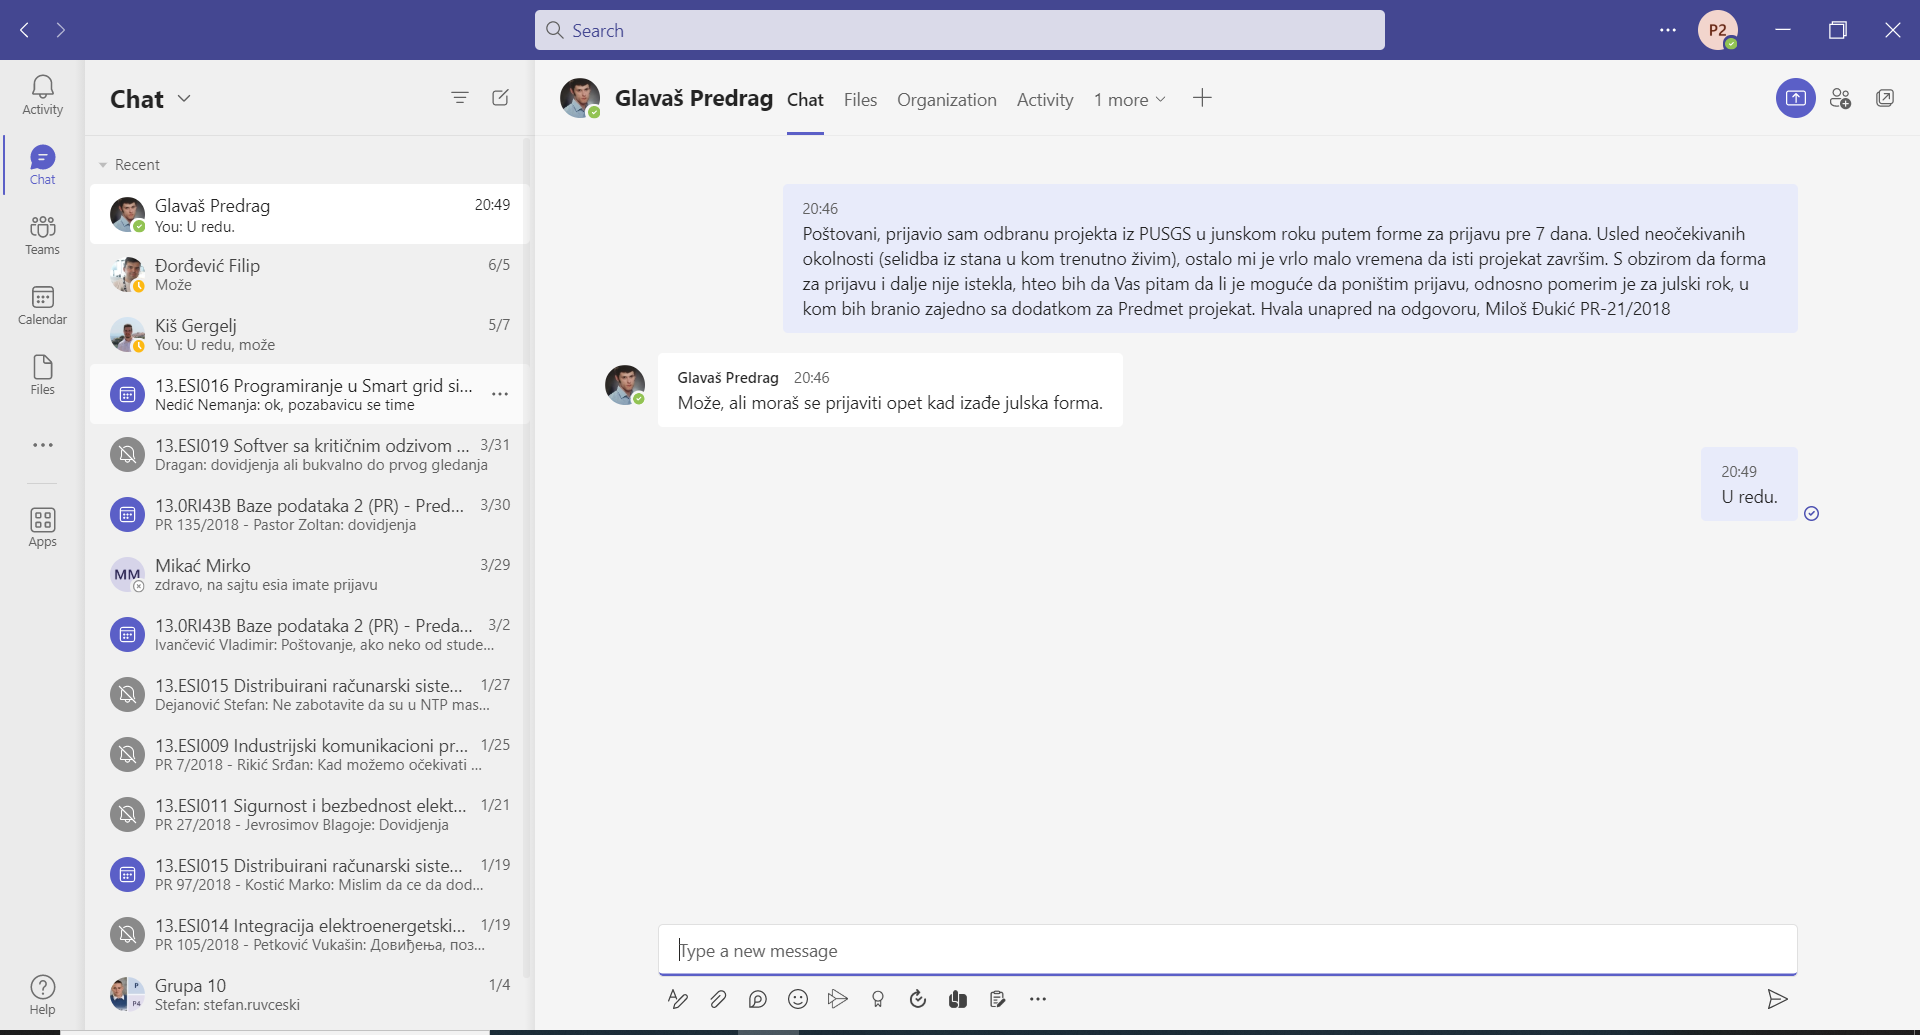 Search
P2
Activity
Chat
Teams
Calendar
Files
Apps
Help
Chat
Recent
Glavaš Predrag 20:49
You: U redu.
Đorđević Filip 6/5
Može
Kiš Gergelj 5/7
You: U redu, može
13.ESI016 Programiranje u Smart grid si...
Nedić Nemanja: ok, pozabavicu se time
13.ESI019 Softver sa kritičnim odzivom ... 3/31
Dragan: dovidjenja ali bukvalno do prvog gledanja
13.0RI43B Baze podataka 2 (PR) - Pred... 3/30
PR 135/2018 - Pastor Zoltan: dovidjenja
MM
Mikać Mirko 3/29
zdravo, na sajtu esia imate prijavu
13.0RI43B Baze podataka 2 (PR) - Preda... 3/2
Ivančević Vladimir: Poštovanje, ako neko od stude...
13.ESI015 Distribuirani računarski siste... 1/27
Dejanović Stefan: Ne zabotavite da su u NTP mas...
13.ESI009 Industrijski komunikacioni pr... 1/25
PR 7/2018 - Rikić Srđan: Kad možemo očekivati ...
13.ESI011 Sigurnost i bezbednost elekt... 1/21
PR 27/2018 - Jevrosimov Blagoje: Dovidjenja
13.ESI015 Distribuirani računarski siste... 1/19
PR 97/2018 - Kostić Marko: Mislim da ce da dod...
13.ESI014 Integracija elektroenergetski... 1/19
PR 105/2018 - Petković Vukašin: Довиђења, поз...
P
P4
Grupa 10 1/4
Stefan: stefan.ruvceski
Glavaš Predrag Chat Files Organization Activity 1 more
20:46
Poštovani, prijavio sam odbranu projekta iz PUSGS u junskom roku putem forme za prijavu pre 7 dana. Usled neočekivanih
okolnosti (selidba iz stana u kom trenutno živim), ostalo mi je vrlo malo vremena da isti projekat završim. S obzirom da forma
za prijavu i dalje nije istekla, hteo bih da Vas pitam da li je moguće da poništim prijavu, odnosno pomerim je za julski rok, u
kom bih branio zajedno sa dodatkom za Predmet projekat. Hvala unapred na odgovoru, Miloš Đukić PR-21/2018
Glavaš Predrag 20:46
Može, ali moraš se prijaviti opet kad izađe julska forma.
20:49
U redu.
Type a new message